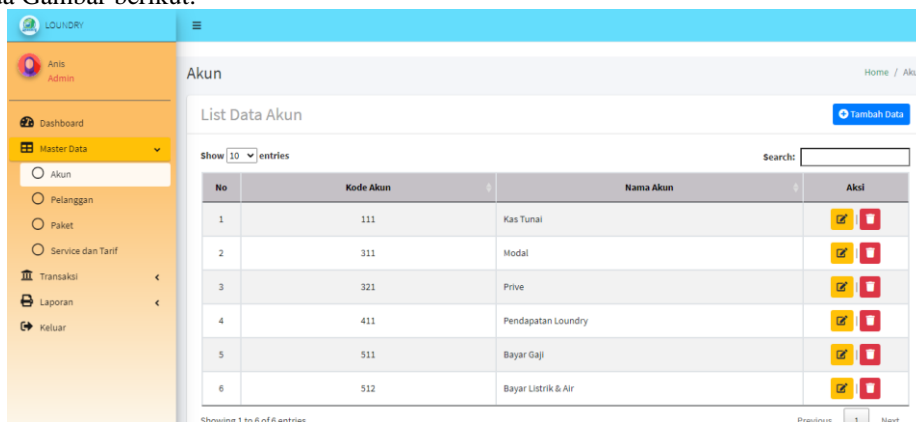 da Gambar berikut:
LOUNDRY
Anis
Admin
Akun
Home / Aku
Dashboard
List Data Akun
Tambah Data
Master Data
Show 10 entries
Search:
Akun
No Kode Akun Nama Akun Aksi
Pelanggan
1 111 Kas Tunai |
Paket
2 311 Modal |
Service dan Tarif
Transaksi
3 321 Prive |
Laporan
4 411 Pendapatan Loundry |
Keluar
5 511 Bayar Gaji |
6 512 Bayar Listrik & Air |
Showing 1 to 6 of 6 entries
Previous 1 Next